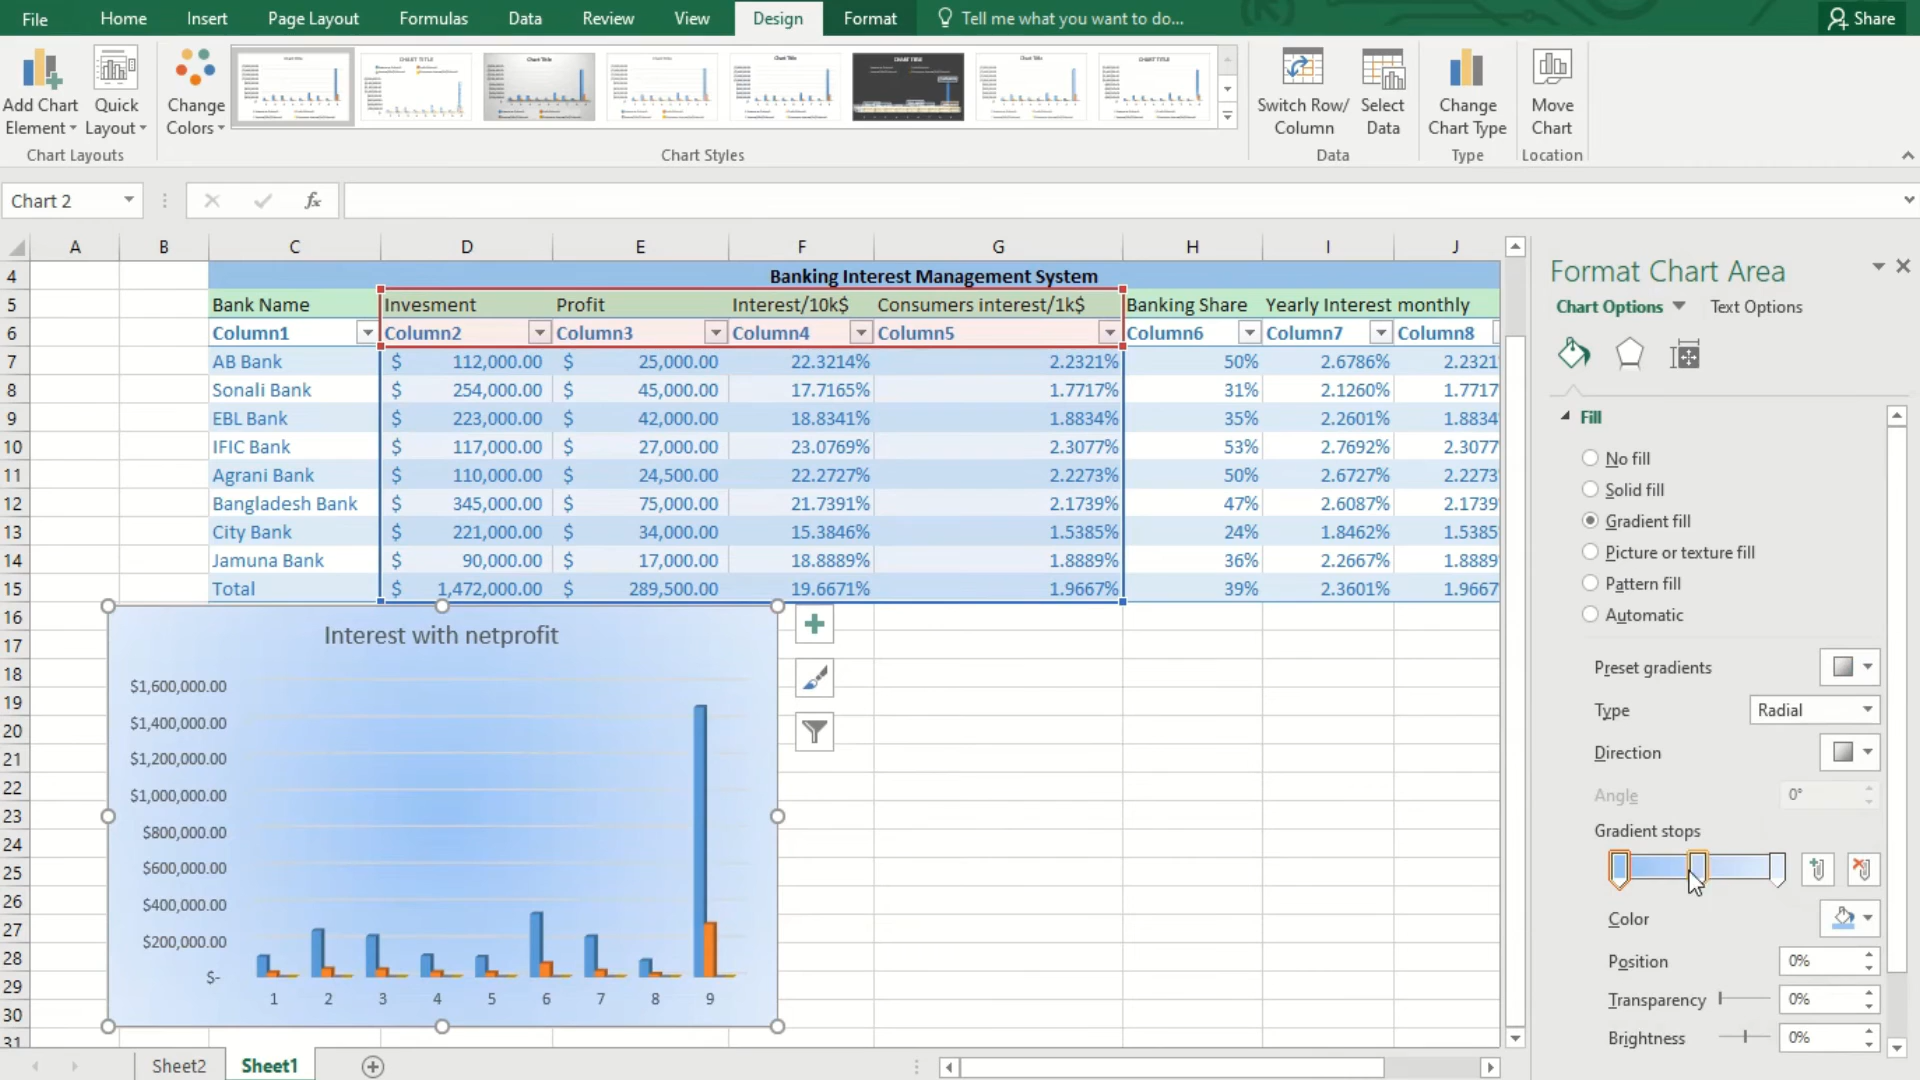 File Home Insert Page Layout Formulas Data Review View Design Format Tell me what you want to do... Share
Add Chart Element Quick Layout Change Colors Switch Row/ Column Select Data Change Chart Type Move Chart
Chart Layouts Chart Styles Data Type Location
Chart 2 fx
A B C D E F G H I J
4 Banking Interest Management System
5 Bank Name Invesment Profit Interest/10k$ Consumers interest/1k$ Banking Share Yearly Interest monthly
6 Column1 Column2 Column3 Column4 Column5 Column6 Column7 Column8
7 AB Bank $ 112,000.00 $ 25,000.00 22.3214% 2.2321% 50% 2.6786% 2.2321
8 Sonali Bank $ 254,000.00 $ 45,000.00 17.7165% 1.7717% 31% 2.1260% 1.7717
9 EBL Bank $ 223,000.00 $ 42,000.00 18.8341% 1.8834% 35% 2.2601% 1.8834
10 IFIC Bank $ 117,000.00 $ 27,000.00 23.0769% 2.3077% 53% 2.7692% 2.3077
11 Agrani Bank $ 110,000.00 $ 24,500.00 22.2727% 2.2273% 50% 2.6727% 2.2273
12 Bangladesh Bank $ 345,000.00 $ 75,000.00 21.7391% 2.1739% 47% 2.6087% 2.1739
13 City Bank $ 221,000.00 $ 34,000.00 15.3846% 1.5385% 24% 1.8462% 1.5385
14 Jamuna Bank $ 90,000.00 $ 17,000.00 18.8889% 1.8889% 36% 2.2667% 1.8889
15 Total $ 1,472,000.00 $ 289,500.00 19.6671% 1.9667% 39% 2.3601% 1.9667
16
17
18
19
20
21
22
23
24
25
26
27
28
29
30
31
Interest with netprofit
$1,600,000.00
$1,400,000.00
$1,200,000.00
$1,000,000.00
$800,000.00
$600,000.00
$400,000.00
$200,000.00
$-
1 2 3 4 5 6 7 8 9
Sheet2 Sheet1
Format Chart Area
Chart Options Text Options
Fill
No fill
Solid fill
Gradient fill
Picture or texture fill
Pattern fill
Automatic
Preset gradients
Type Radial
Direction
Angle 0°
Gradient stops
Color
Position 0%
Transparency 0%
Brightness 0%